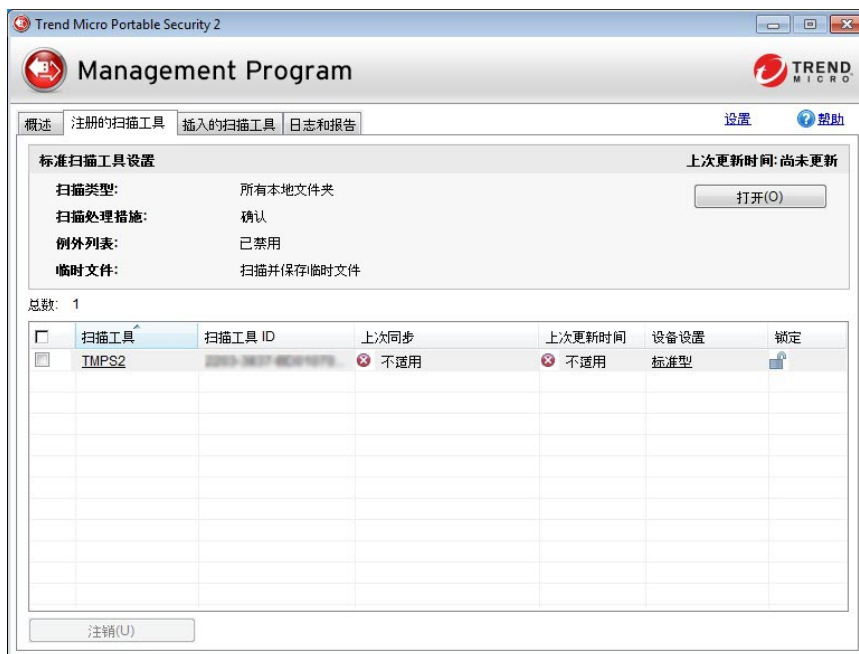 Trend Micro Portable Security 2
Management Program
TREND MICRO
概述 注册的扫描工具 插入的扫描工具 日志和报告 设置 帮助
标准扫描工具设置 上次更新时间:尚未更新
扫描类型: 所有本地文件夹 打开(O)
扫描处理措施: 确认
例外列表: 已禁用
临时文件: 扫描并保存临时文件
总数: 1
扫描工具 扫描工具 ID 上次同步 上次更新时间 设备设置 锁定
TMPS2 不适用 不适用 标准型
注销(U)